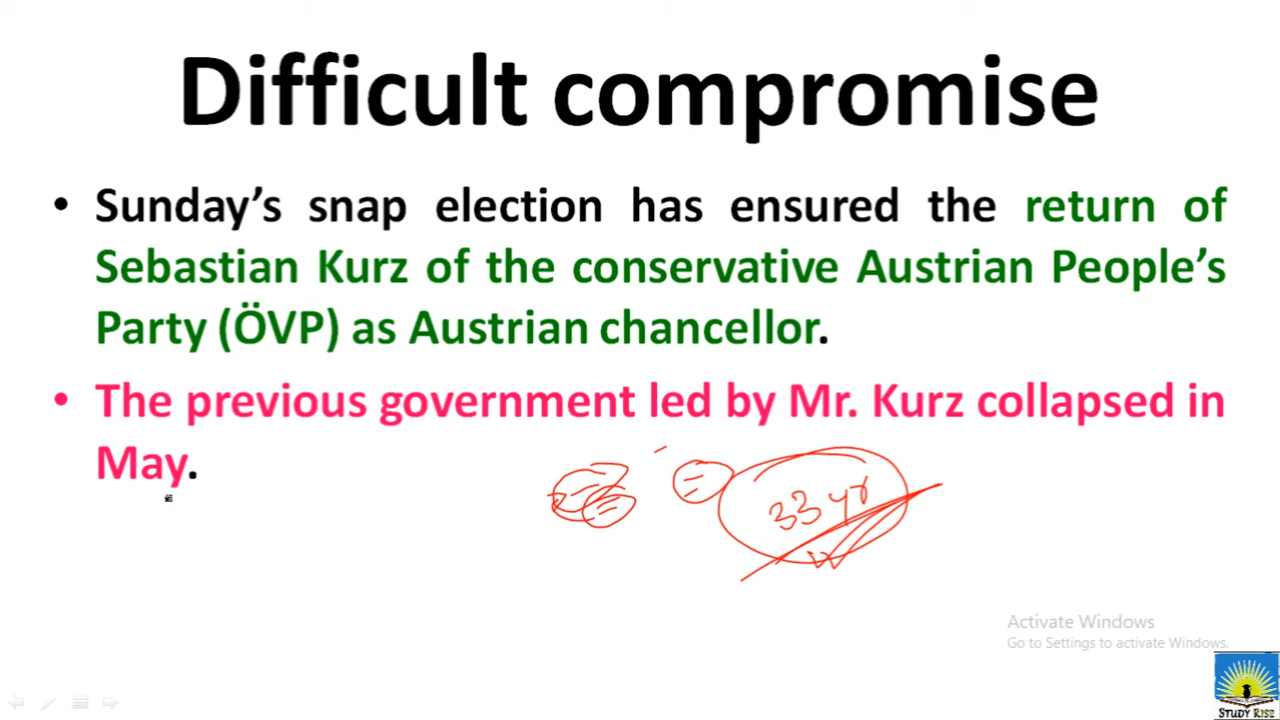 Difficult compromise
• Sunday’s snap election has ensured the return of
Sebastian Kurz of the conservative Austrian People’s
Party (ÖVP) as Austrian chancellor.
• The previous government led by Mr. Kurz collapsed in
May.
33 yr
Activate Windows
Go to Settings to activate Windows.
STUDY RISE